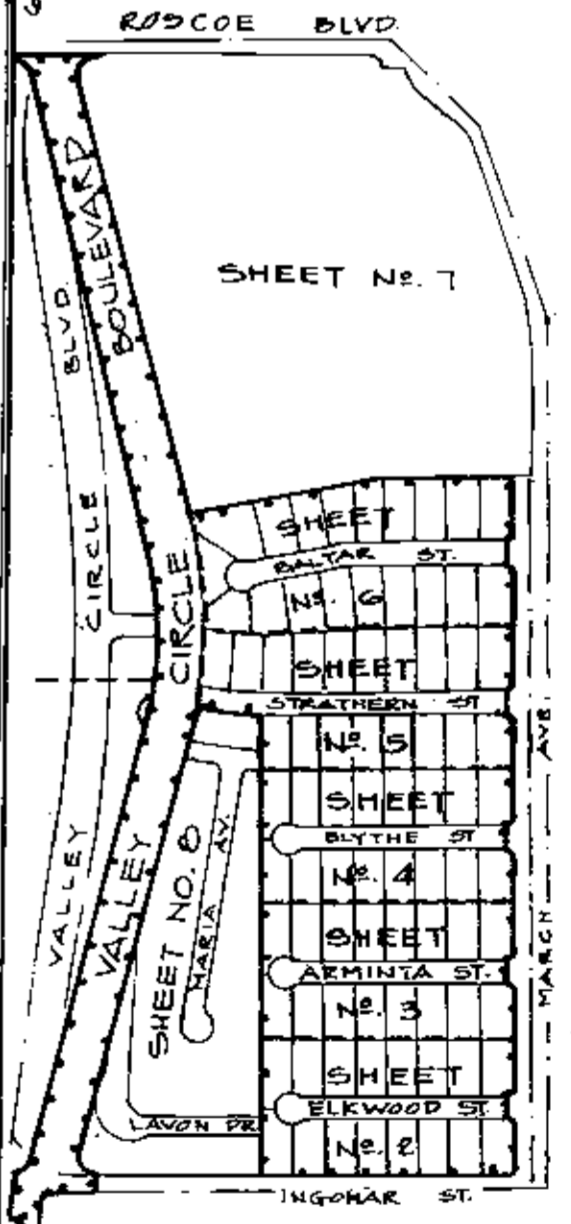 ROSCOE BLVD.
BOULEVARD
BLVD.
SHEET No. 7
CIRCLE
CIRCLE
SHEET
BALTAR ST.
No. 6
SHEET
STRATHERN ST
No. 5
SHEET
BLYTHE ST
No. 4
SHEET
ARMINTA ST.
No. 3
SHEET
ELKWOOD ST
No. 2
VALLEY
VALLEY
SHEET NO. 8
MARIA AV.
LAVON DR.
MARCH AVE
INGOMAR ST.